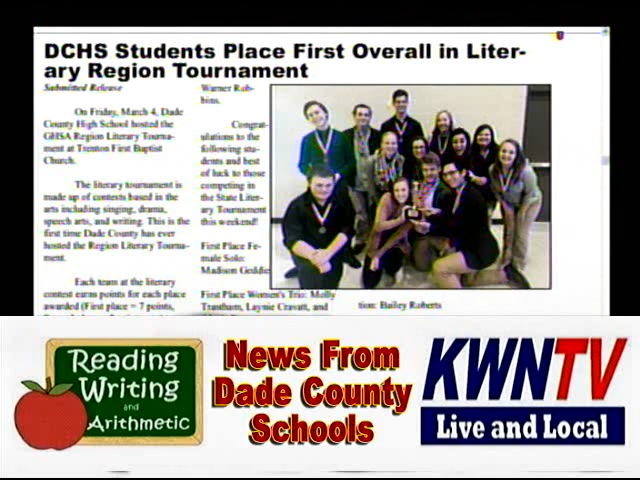 DCHS Students Place First Overall in Liter-
ary Region Tournament
Submitted Release
On Friday, March 4, Dade
County High School hosted the
GHSA Region Literary Tourna-
ment at Trenton First Baptist
Church.
The literary tournament is
made up of contests based in the
arts including singing, drama,
speech arts, and writing. This is the
first time Dade County has ever
hosted the Region Literary Tourna-
ment.
Each team at the literary
contest earns points for each place
awarded (First place = 7 points,
Warner Rob-
bins.
Congrat-
ulations to the
following stu-
dents and best
of luck to those
competing in
the State Liter-
ary Tournament
this weekend!
First Place Fe-
male Solo:
Madison Geddie
First Place Women's Trio: Molly
Trantham, Laynie Cravatt, and
tion: Bailey Roberts
Reading
Writing
and
Arithmetic
News From
Dade County
Schools
KWNTV
Live and Local